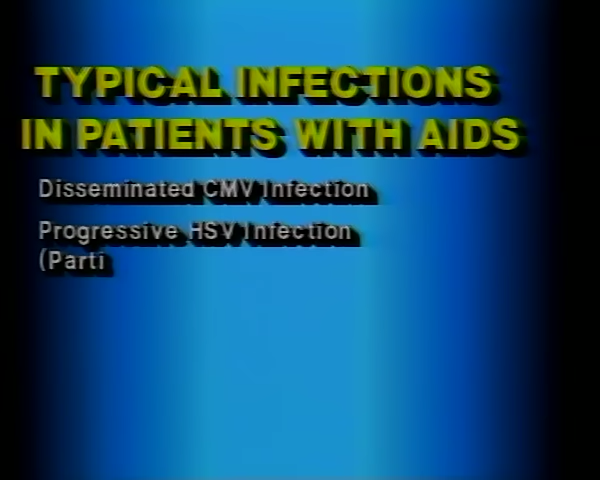 TYPICAL INFECTIONS
IN PATIENTS WITH AIDS
Disseminated CMV Infection
Progressive HSV Infection
(Parti